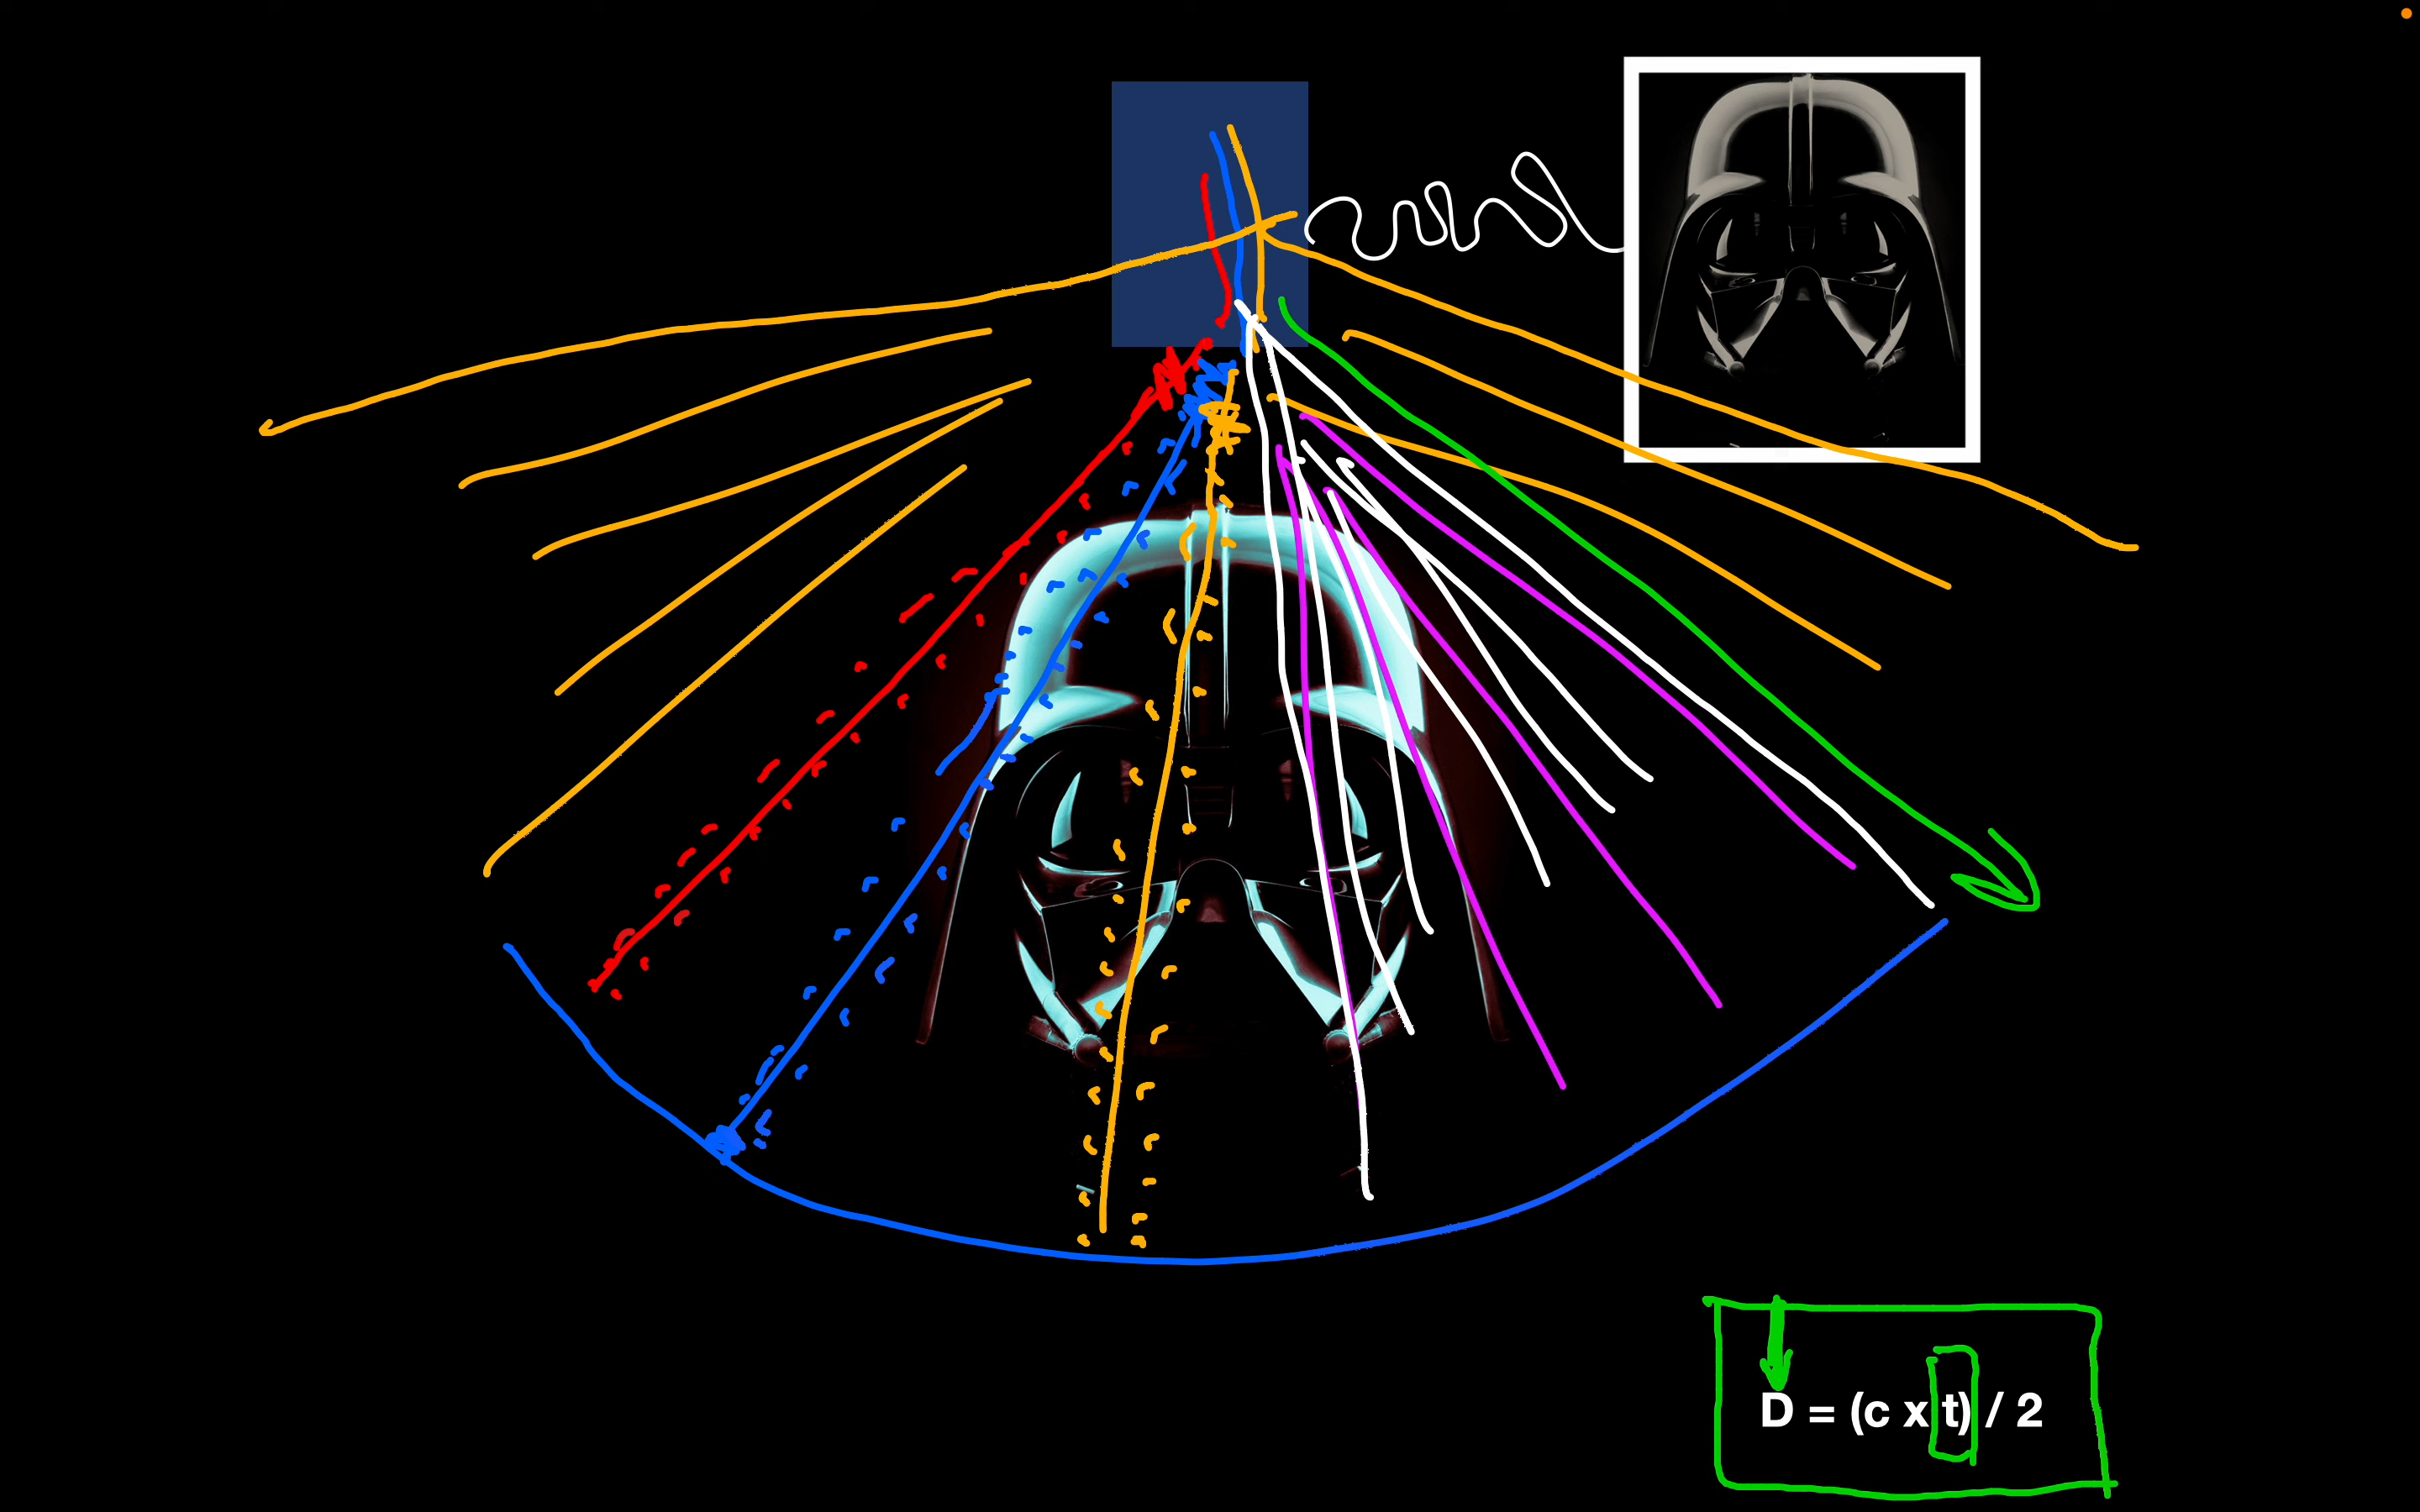 D = (c x t) / 2